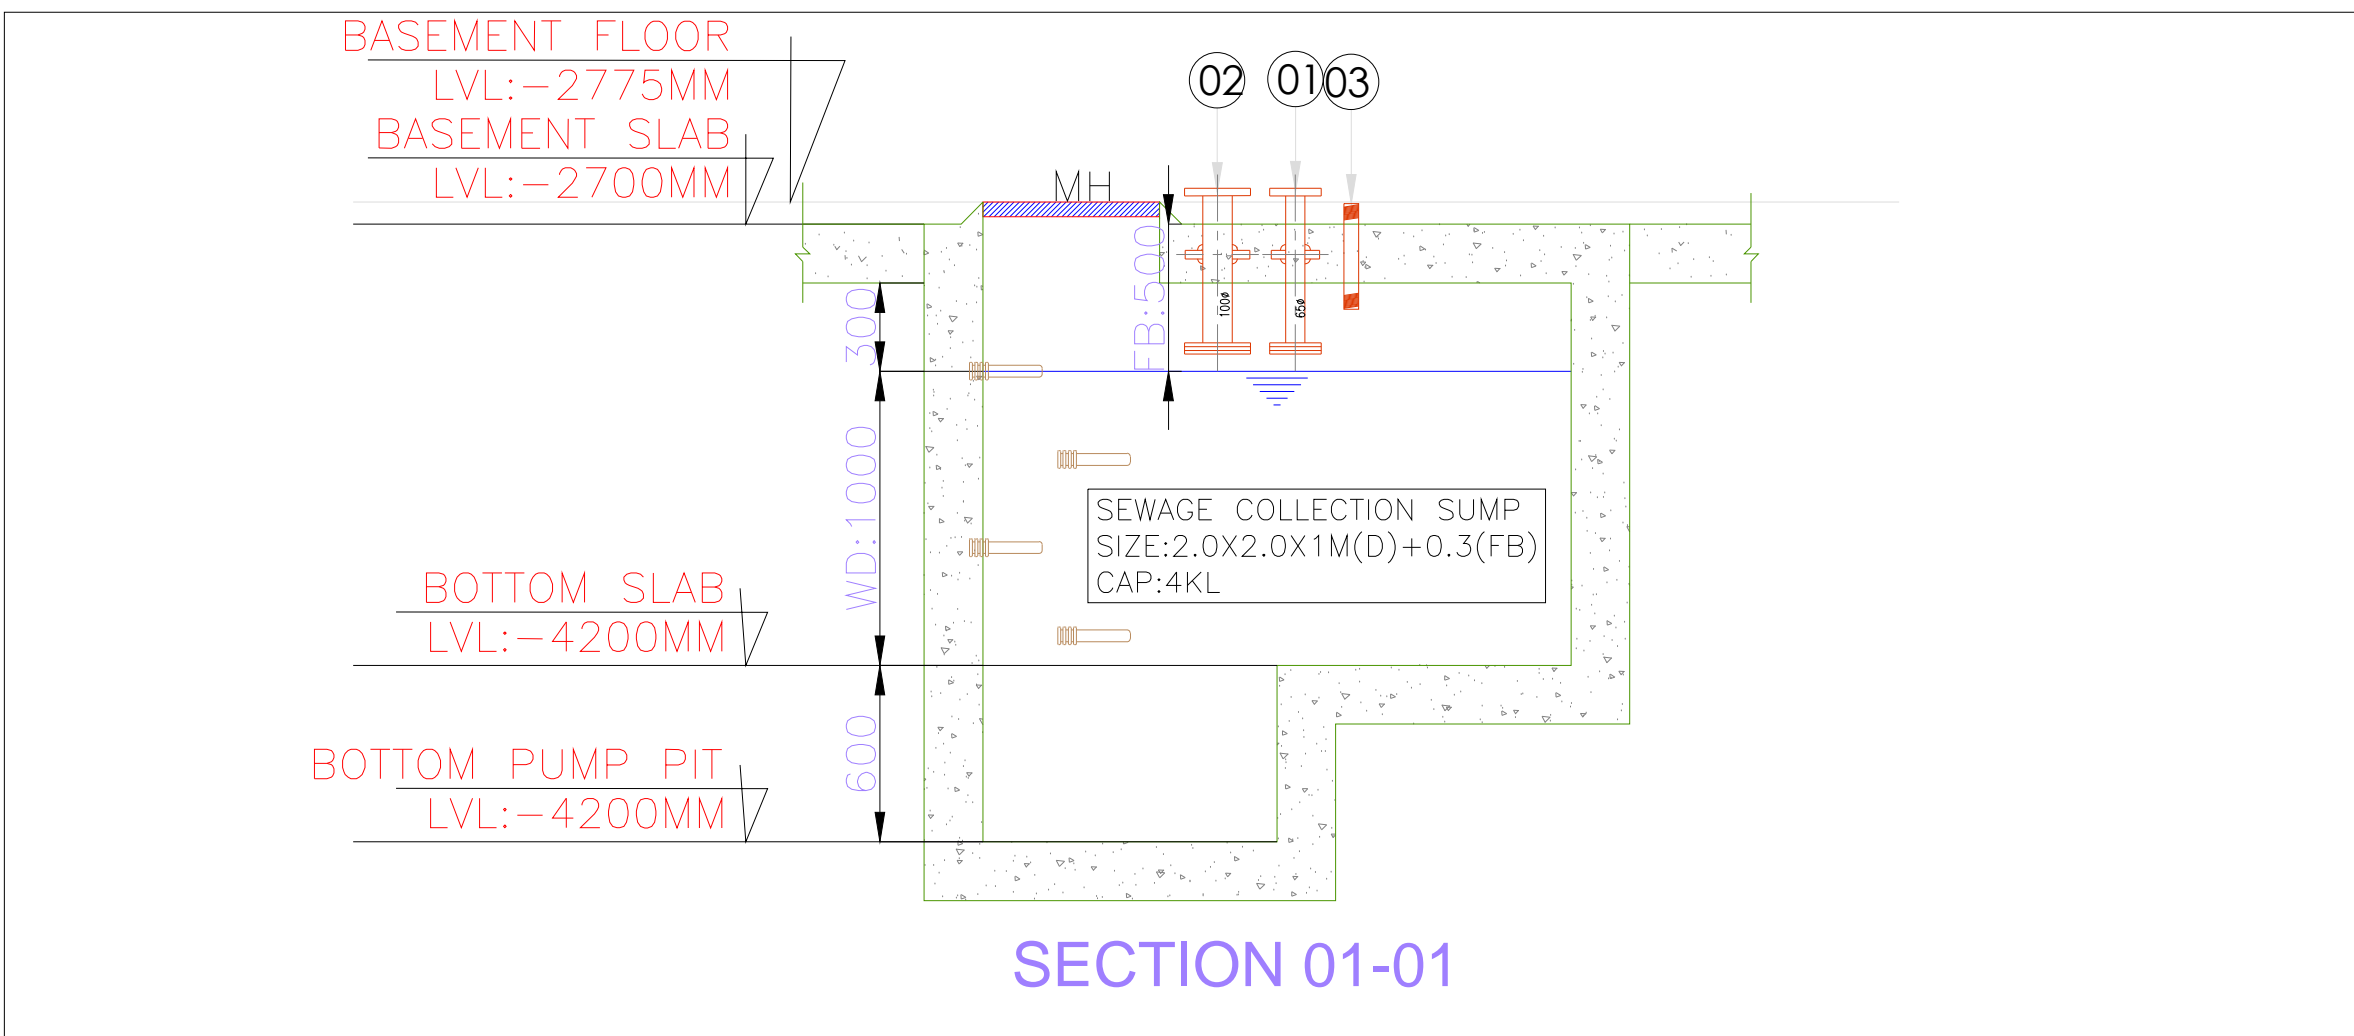 BASEMENT FLOOR
LVL:-2775MM
BASEMENT SLAB
LVL:-2700MM
02
01
03
MH
FB:500
100ø
65ø
300
WD:1000
SEWAGE COLLECTION SUMP
SIZE:2.0X2.0X1M(D)+0.3(FB)
CAP:4KL
BOTTOM SLAB
LVL:-4200MM
600
BOTTOM PUMP PIT
LVL:-4200MM
SECTION 01-01